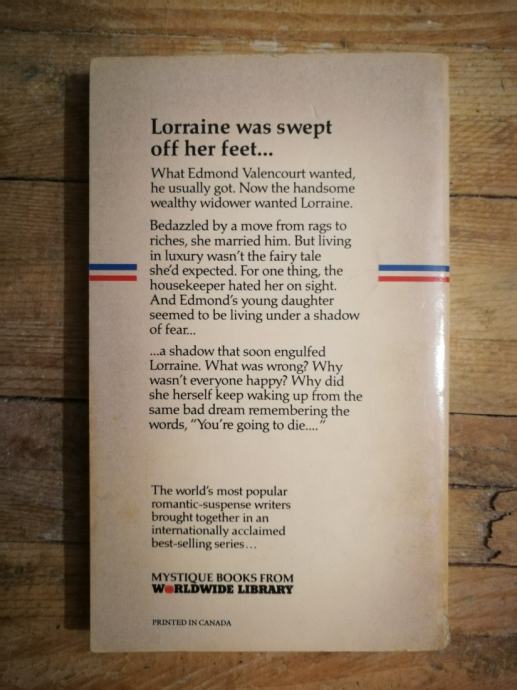 Lorraine was swept
off her feet...
What Edmond Valencourt wanted,
he usually got. Now the handsome
wealthy widower wanted Lorraine.
Bedazzled by a move from rags to
riches, she married him. But living
in luxury wasn't the fairy tale
she'd expected. For one thing, the
housekeeper hated her on sight.
And Edmond's young daughter
seemed to be living under a shadow
of fear...
...a shadow that soon engulfed
Lorraine. What was wrong? Why
wasn't everyone happy? Why did
she herself keep waking up from the
same bad dream remembering the
words, "You're going to die...."
The world's most popular
romantic-suspense writers
brought together in an
internationally acclaimed
best-selling series...
MYSTIQUE BOOKS FROM
WORLDWIDE LIBRARY
PRINTED IN CANADA